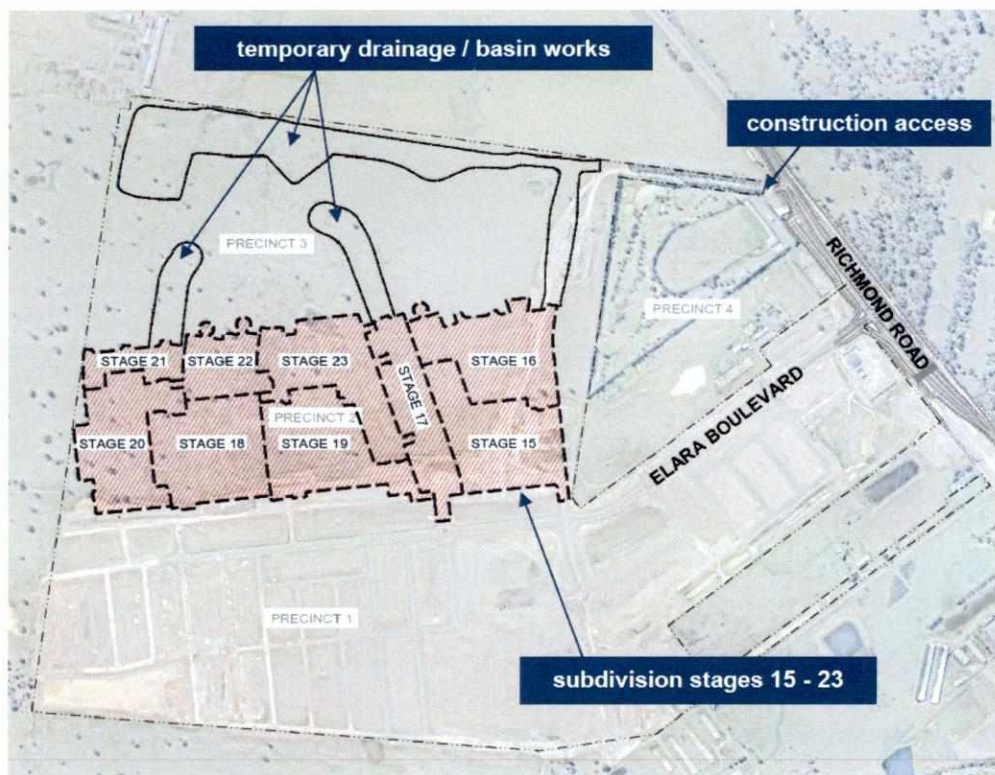 temporary drainage / basin works
construction access
PRECINCT 3
RICHMOND ROAD
PRECINCT 4
STAGE 21
STAGE 22
STAGE 23
STAGE 16
STAGE 17
ELARA BOULEVARD
PRECINCT 2
STAGE 20
STAGE 18
STAGE 19
STAGE 15
PRECINCT 1
subdivision stages 15 - 23